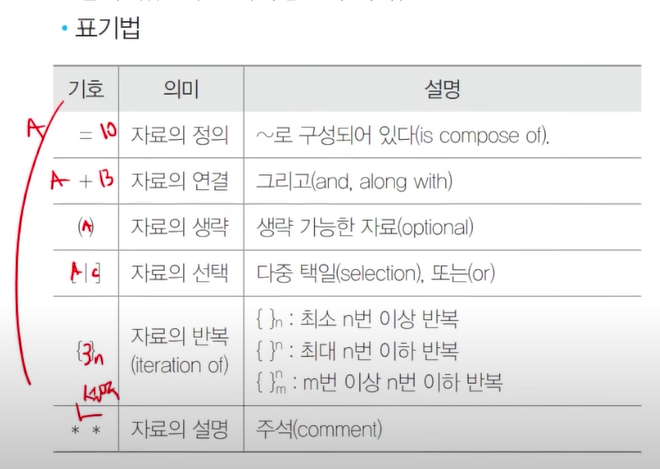 • 표기법
기호 의미 설명
A = 10 자료의 정의 ~로 구성되어 있다(is compose of).
A + B 자료의 연결 그리고(and, along with)
(A) 자료의 생략 생략 가능한 자료(optional)
[A | C] 자료의 선택 다중 택일(selection), 또는(or)
{ }ₙ : 최소 n번 이상 반복
{3}ₙ 자료의 반복 { }ⁿ : 최대 n번 이하 반복
(iteration of) { }ⁿₘ : m번 이상 n번 이하 반복
* * 자료의 설명 주석(comment)